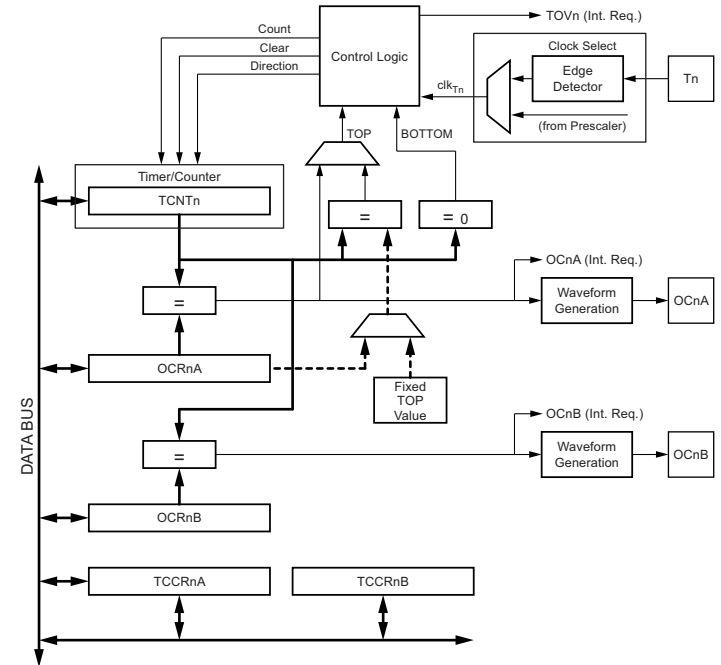 TOVn (Int. Req.)
Count
Clear
Direction
Control Logic
Clock Select
Edge
Detector
Tn
clkTn
(from Prescaler)
TOP
BOTTOM
Timer/Counter
TCNTn
=
= 0
OCnA (Int. Req.)
=
Waveform
Generation
OCnA
OCRnA
Fixed
TOP
Value
DATA BUS
OCnB (Int. Req.)
=
Waveform
Generation
OCnB
OCRnB
TCCRnA
TCCRnB